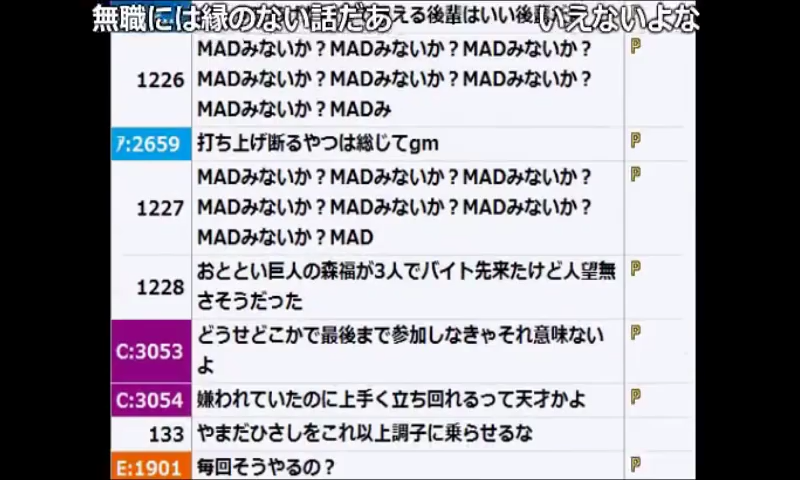 無職には縁のない話だあ
いえないよな
える後輩はいい後輩
1226
MADみないか？MADみないか？MADみないか？
MADみないか？MADみないか？MADみないか？
MADみないか？MADみ
P
ｱ:2659
打ち上げ断るやつは総じてgm
P
1227
MADみないか？MADみないか？MADみないか？
MADみないか？MADみないか？MADみないか？
MADみないか？MAD
P
1228
おととい巨人の森福が3人でバイト先来たけど人望無
さそうだった
P
C:3053
どうせどこかで最後まで参加しなきゃそれ意味ない
よ
P
C:3054
嫌われていたのに上手く立ち回れるって天才かよ
P
133
やまだひさしをこれ以上調子に乗らせるな
E:1901
毎回そうやるの？
P